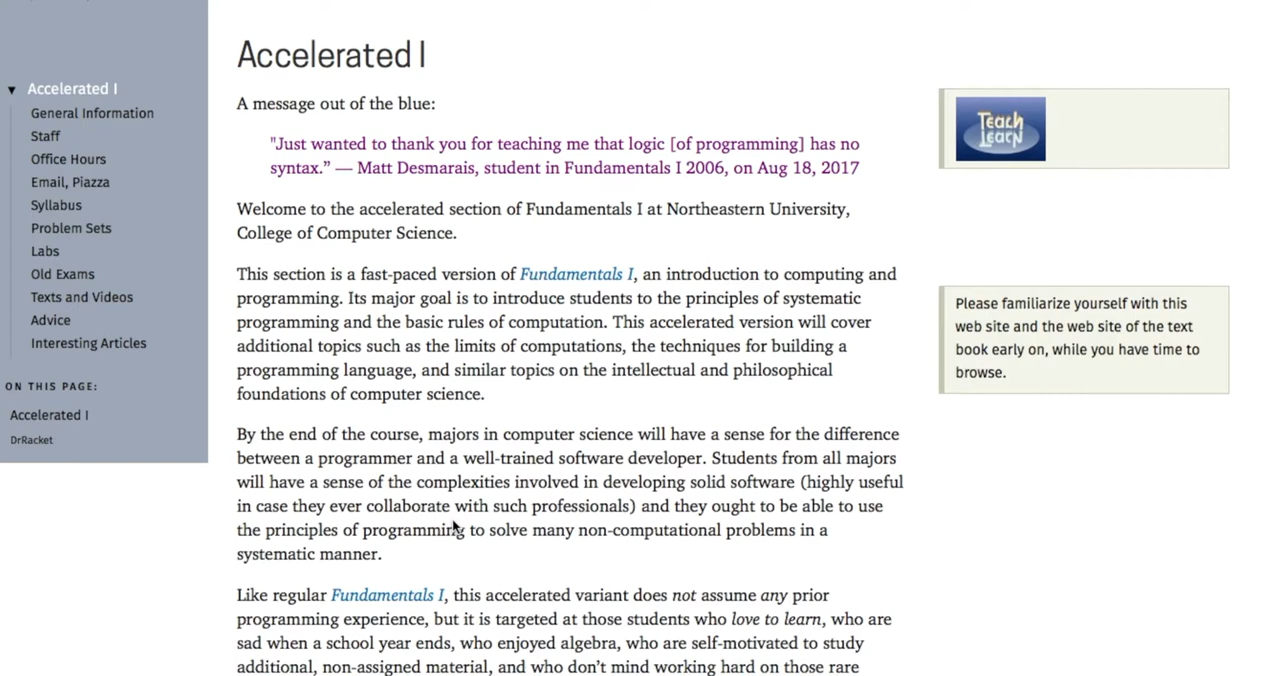 Accelerated I
General Information
Staff
Office Hours
Email, Piazza
Syllabus
Problem Sets
Labs
Old Exams
Texts and Videos
Advice
Interesting Articles
ON THIS PAGE:
Accelerated I
DrRacket
Accelerated I
A message out of the blue:
"Just wanted to thank you for teaching me that logic [of programming] has no
syntax.” — Matt Desmarais, student in Fundamentals I 2006, on Aug 18, 2017
Welcome to the accelerated section of Fundamentals I at Northeastern University,
College of Computer Science.
This section is a fast-paced version of Fundamentals I, an introduction to computing and
programming. Its major goal is to introduce students to the principles of systematic
programming and the basic rules of computation. This accelerated version will cover
additional topics such as the limits of computations, the techniques for building a
programming language, and similar topics on the intellectual and philosophical
foundations of computer science.
By the end of the course, majors in computer science will have a sense for the difference
between a programmer and a well-trained software developer. Students from all majors
will have a sense of the complexities involved in developing solid software (highly useful
in case they ever collaborate with such professionals) and they ought to be able to use
the principles of programming to solve many non-computational problems in a
systematic manner.
Like regular Fundamentals I, this accelerated variant does not assume any prior
programming experience, but it is targeted at those students who love to learn, who are
sad when a school year ends, who enjoyed algebra, who are self-motivated to study
additional, non-assigned material, and who don’t mind working hard on those rare
Teach
Learn
Please familiarize yourself with this
web site and the web site of the text
book early on, while you have time to
browse.